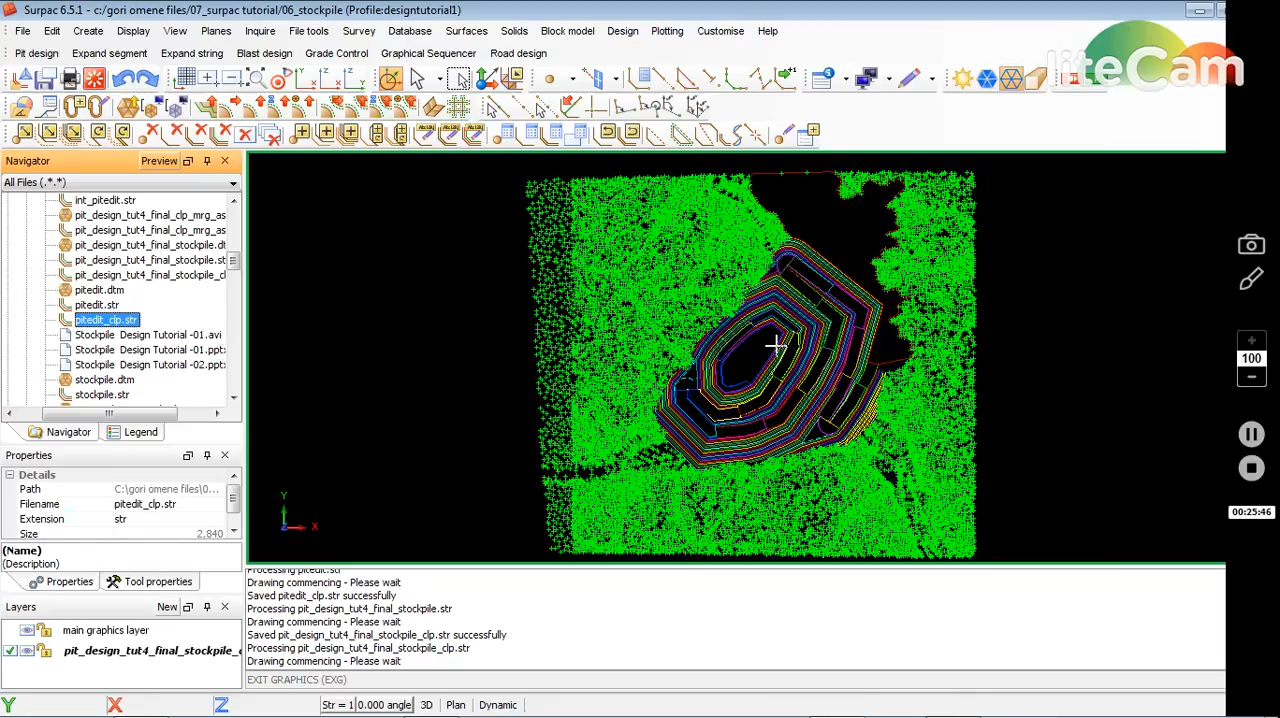 Surpac 6.5.1 - c:/gori omene files/07_surpac tutorial/06_stockpile (Profile:designtutorial1)
File Edit Create Display View Planes Inquire File tools Survey Database Surfaces Solids Block model Design Plotting Customise Help
Pit design Expand segment Expand string Blast design Grade Control Graphical Sequencer Road design
liteCam
Navigator Preview
All Files (*.*)
int_pitedit.str
pit_design_tut4_final_clp_mrg_as
pit_design_tut4_final_clp_mrg_as
pit_design_tut4_final_stockpile.dt
pit_design_tut4_final_stockpile.st
pit_design_tut4_final_stockpile_cl
pitedit.dtm
pitedit.str
pitedit_clp.str
Stockpile Design Tutorial -01.avi
Stockpile Design Tutorial -01.ppt
Stockpile Design Tutorial -02.ppt
stockpile.dtm
stockpile.str
Navigator Legend
Properties
Details
Path C:\gori omene files\0...
Filename pitedit_clp.str
Extension str
Size 2,840
(Name)
(Description)
Properties Tool properties
Layers New
main graphics layer
pit_design_tut4_final_stockpile_c
Y
Z X
100
00:25:46
Processing pitedit.str
Drawing commencing - Please wait
Saved pitedit_clp.str successfully
Processing pit_design_tut4_final_stockpile.str
Drawing commencing - Please wait
Saved pit_design_tut4_final_stockpile_clp.str successfully
Processing pit_design_tut4_final_stockpile_clp.str
Drawing commencing - Please wait
EXIT GRAPHICS (EXG)
Y X Z Str = 1 0.000 angle 3D Plan Dynamic